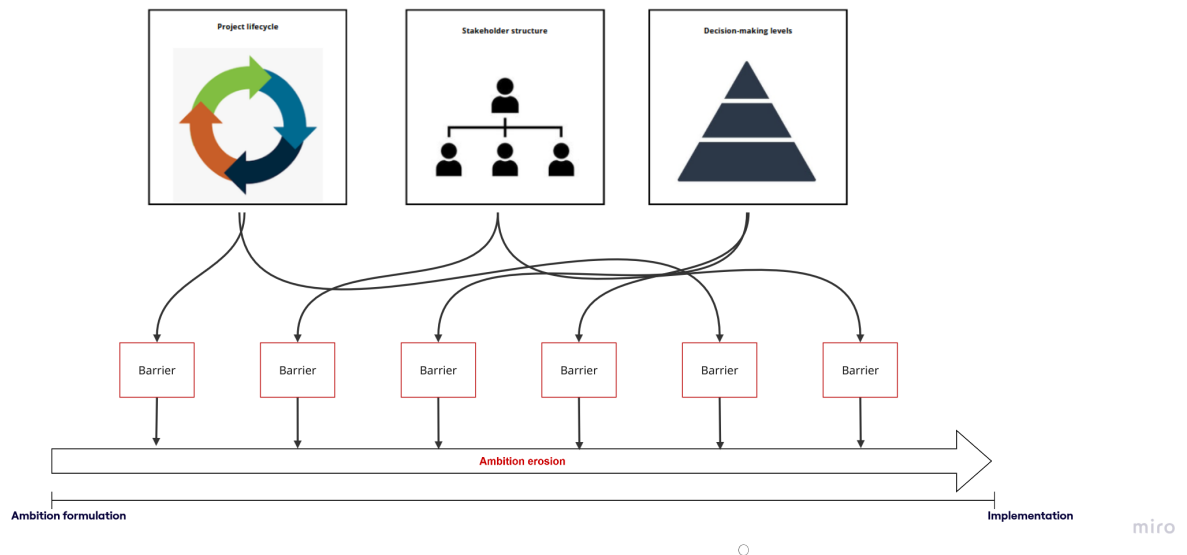 Project lifecycle
Stakeholder structure
Decision-making levels
Barrier
Barrier
Barrier
Barrier
Barrier
Barrier
Ambition erosion
Ambition formulation
Implementation
miro